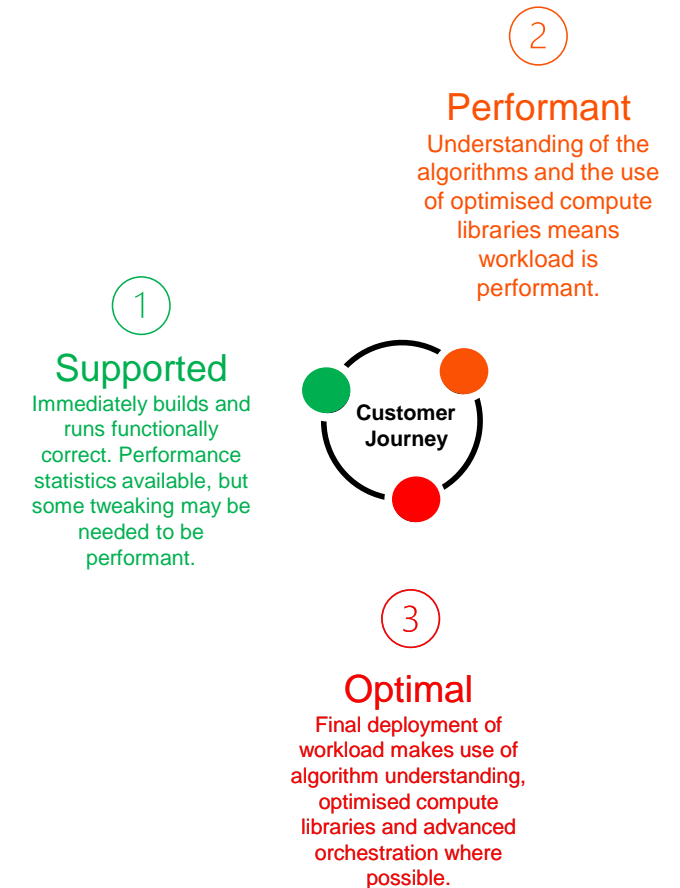 2
Performant
Understanding of the
algorithms and the use
of optimised compute
libraries means
workload is
performant.
1
Supported
Immediately builds and
runs functionally
correct. Performance
statistics available, but
some tweaking may be
needed to be
performant.
Customer
Journey
3
Optimal
Final deployment of
workload makes use of
algorithm understanding,
optimised compute
libraries and advanced
orchestration where
possible.